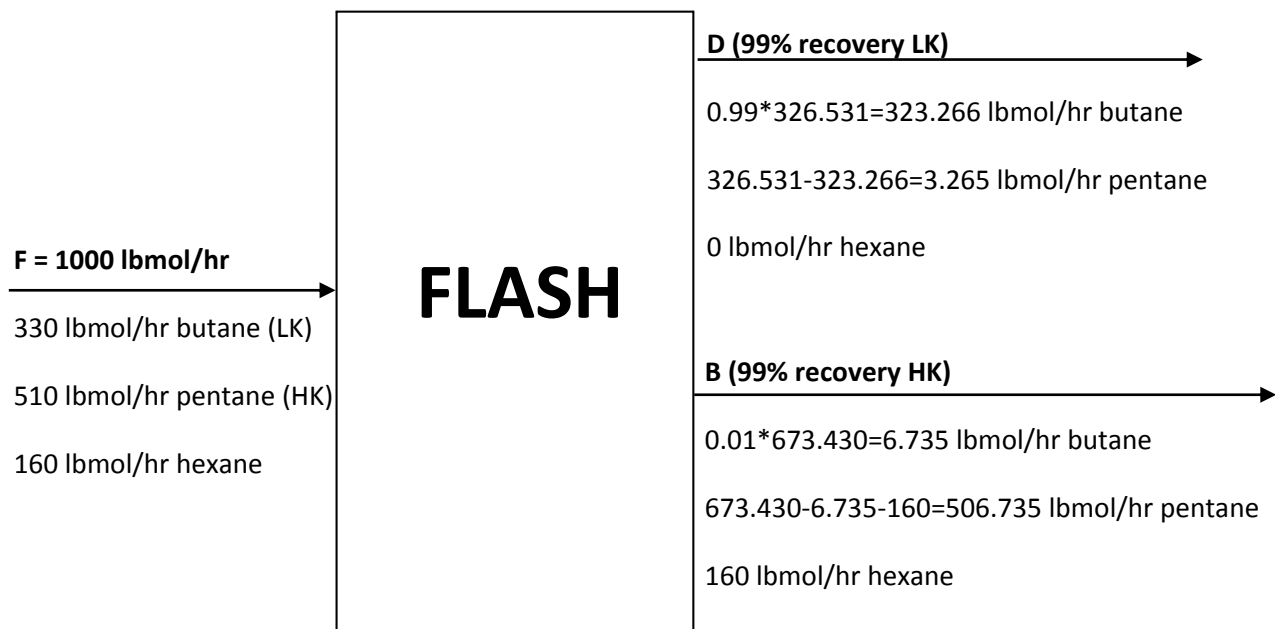 F = 1000 lbmol/hr
330 lbmol/hr butane (LK)
510 lbmol/hr pentane (HK)
160 lbmol/hr hexane
FLASH
D (99% recovery LK)
0.99*326.531=323.266 lbmol/hr butane
326.531-323.266=3.265 lbmol/hr pentane
0 lbmol/hr hexane
B (99% recovery HK)
0.01*673.430=6.735 lbmol/hr butane
673.430-6.735-160=506.735 lbmol/hr pentane
160 lbmol/hr hexane